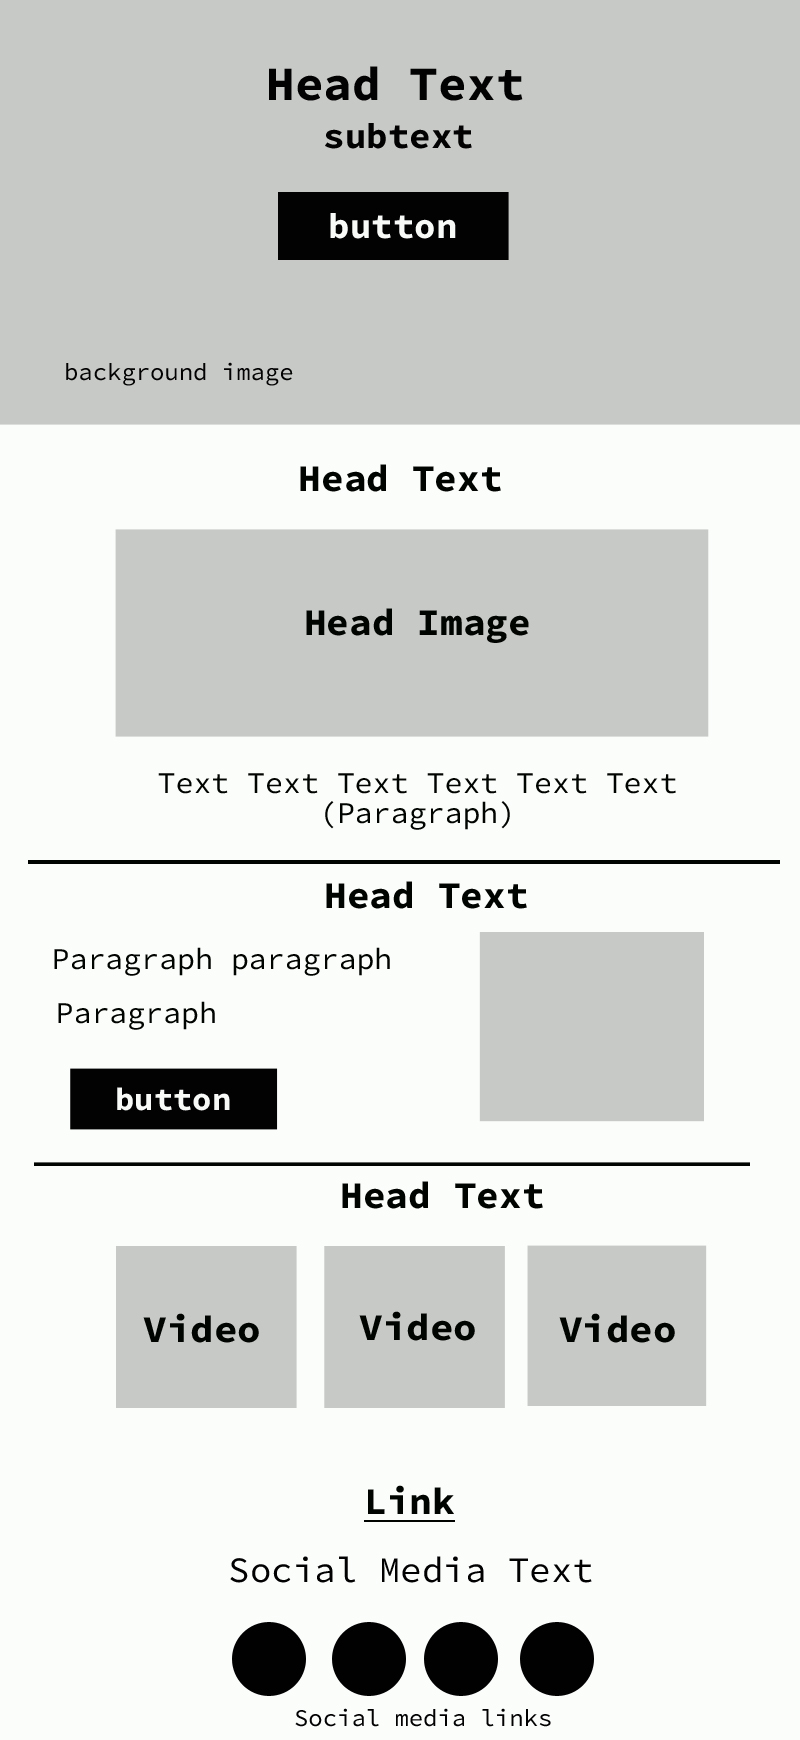 Head Text
subtext
button
background image
Head Text
Head Image
Text Text Text Text Text Text
(Paragraph)
Head Text
Paragraph paragraph
Paragraph
button
Head Text
Video Video Video
Link
Social Media Text
Social media links